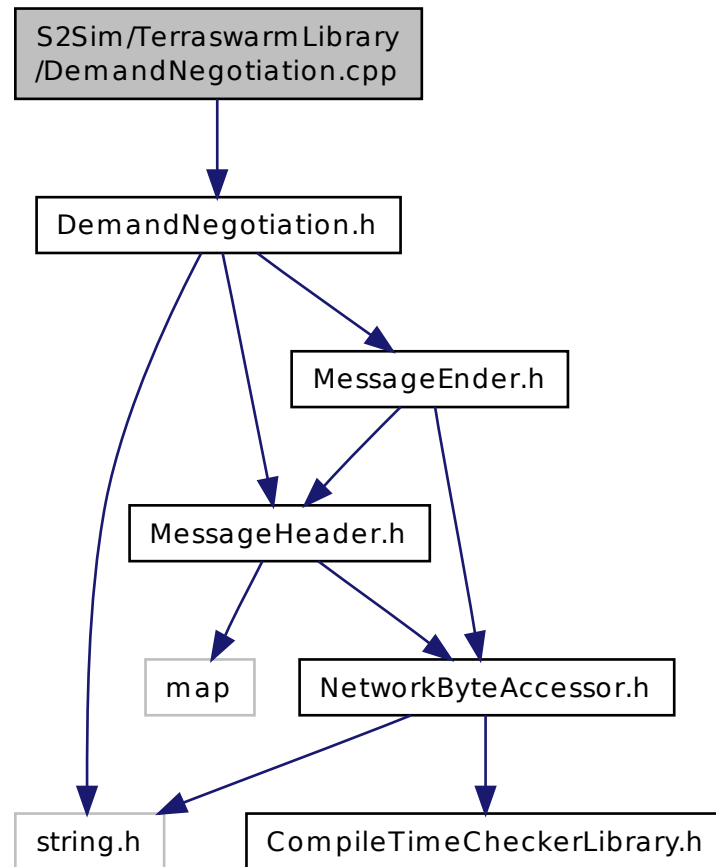 S2Sim/TerraswarmLibrary
/DemandNegotiation.cpp
DemandNegotiation.h
MessageEnder.h
MessageHeader.h
map
NetworkByteAccessor.h
string.h
CompileTimeCheckerLibrary.h